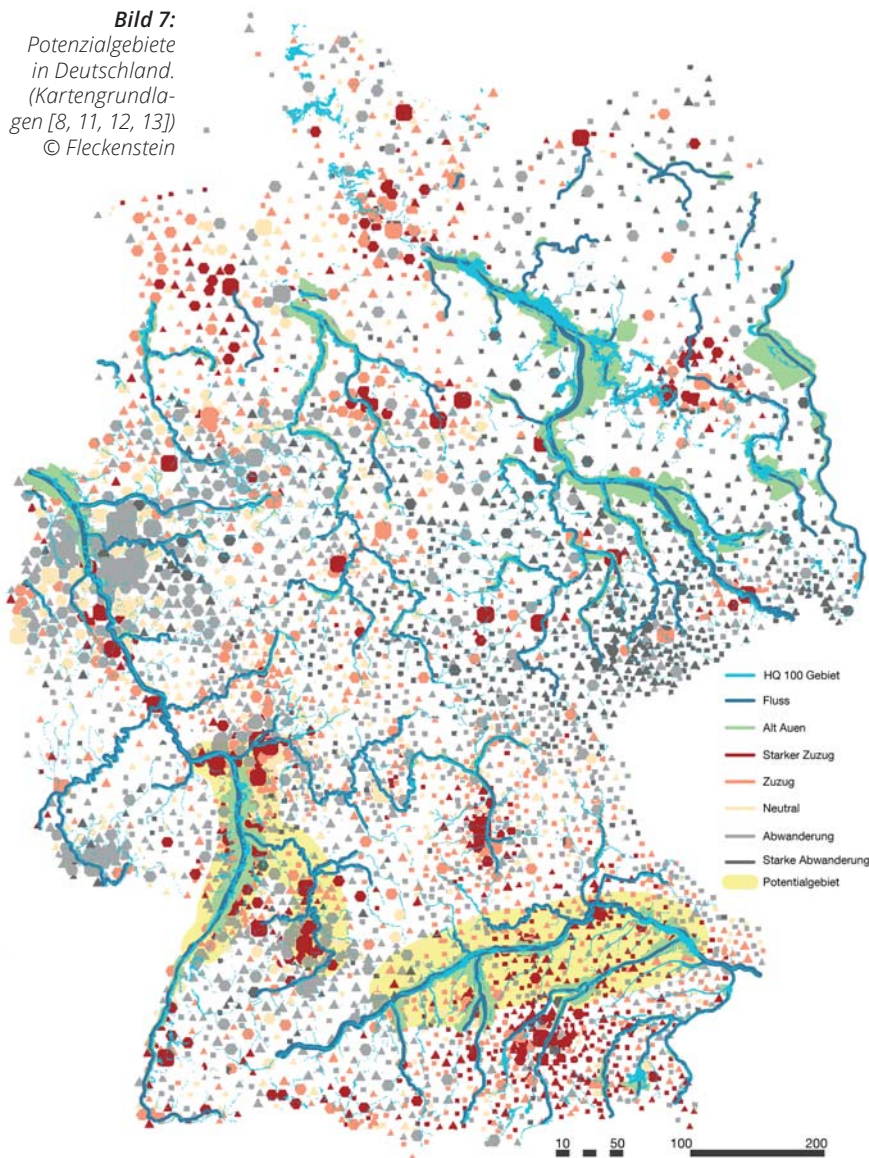 Bild 7:
Potenzialgebiete
in Deutschland.
(Kartengrundla-
gen [8, 11, 12, 13])
© Fleckenstein
HQ 100 Gebiet
Fluss
Alt Auen
Starker Zuzug
Zuzug
Neutral
Abwanderung
Starke Abwanderung
Potentialgebiet
10 50 100 200